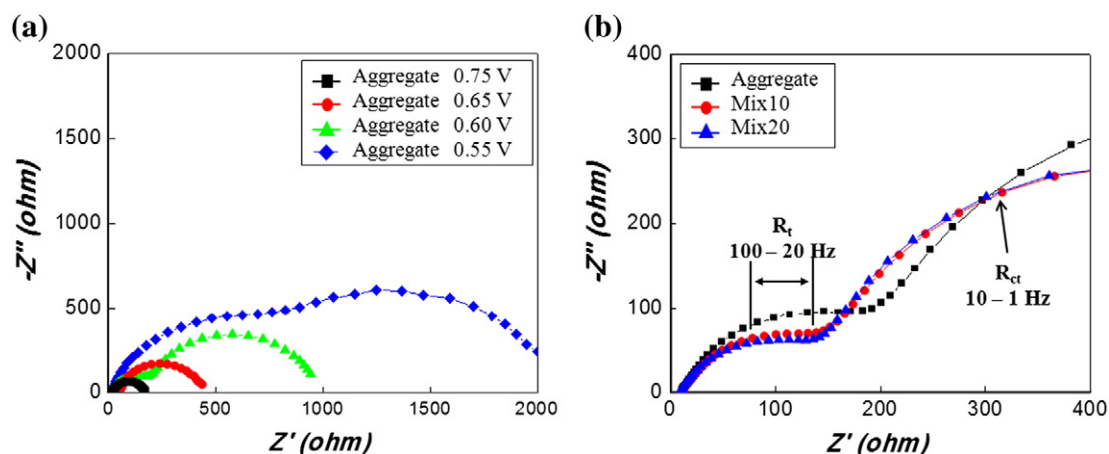 (a)
2000
1500
1000
500
0
0
500
1000
1500
2000
-Z" (ohm)
Z' (ohm)
Aggregate 0.75 V
Aggregate 0.65 V
Aggregate 0.60 V
Aggregate 0.55 V
(b)
400
300
200
100
0
0
100
200
300
400
-Z" (ohm)
Z' (ohm)
Aggregate
Mix10
Mix20
Rt
100 – 20 Hz
Rct
10 – 1 Hz